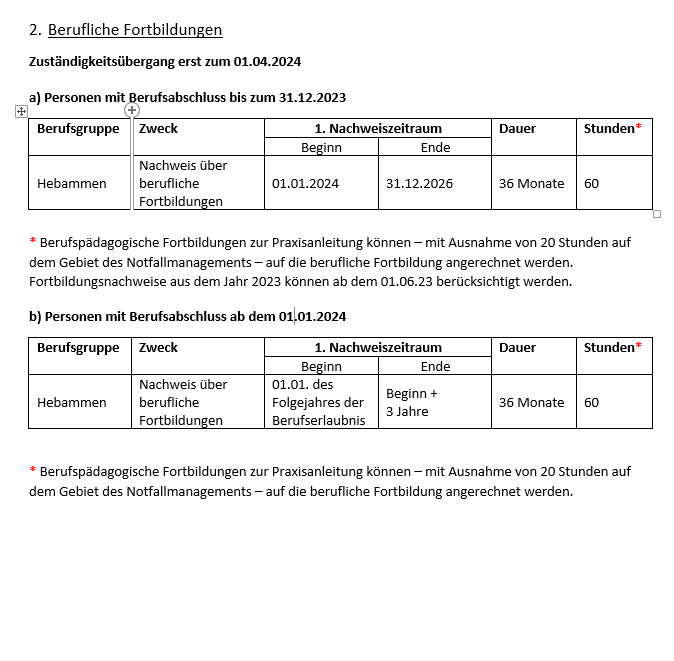 2. Berufliche Fortbildungen
Zuständigkeitsübergang erst zum 01.04.2024
a) Personen mit Berufsabschluss bis zum 31.12.2023
Berufsgruppe Zweck 1. Nachweiszeitraum Dauer Stunden*
Beginn Ende
Hebammen
Nachweis über
berufliche
Fortbildungen
01.01.2024 31.12.2026 36 Monate 60
* Berufspädagogische Fortbildungen zur Praxisanleitung können – mit Ausnahme von 20 Stunden auf
dem Gebiet des Notfallmanagements – auf die berufliche Fortbildung angerechnet werden.
Fortbildungsnachweise aus dem Jahr 2023 können ab dem 01.06.23 berücksichtigt werden.
b) Personen mit Berufsabschluss ab dem 01.01.2024
Berufsgruppe Zweck 1. Nachweiszeitraum Dauer Stunden*
Beginn Ende
Hebammen
Nachweis über
berufliche
Fortbildungen
01.01. des
Folgejahres der
Berufserlaubnis
Beginn +
3 Jahre
36 Monate 60
* Berufspädagogische Fortbildungen zur Praxisanleitung können – mit Ausnahme von 20 Stunden auf
dem Gebiet des Notfallmanagements – auf die berufliche Fortbildung angerechnet werden.